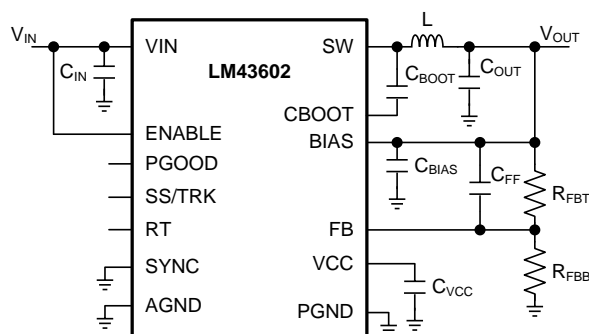 V_IN
C_IN
VIN
LM43602
ENABLE
PGOOD
SS/TRK
RT
SYNC
AGND
SW
CBOOT
BIAS
FB
VCC
PGND
L
V_OUT
C_BOOT
C_OUT
C_BIAS
C_FF
R_FBT
R_FBB
C_VCC